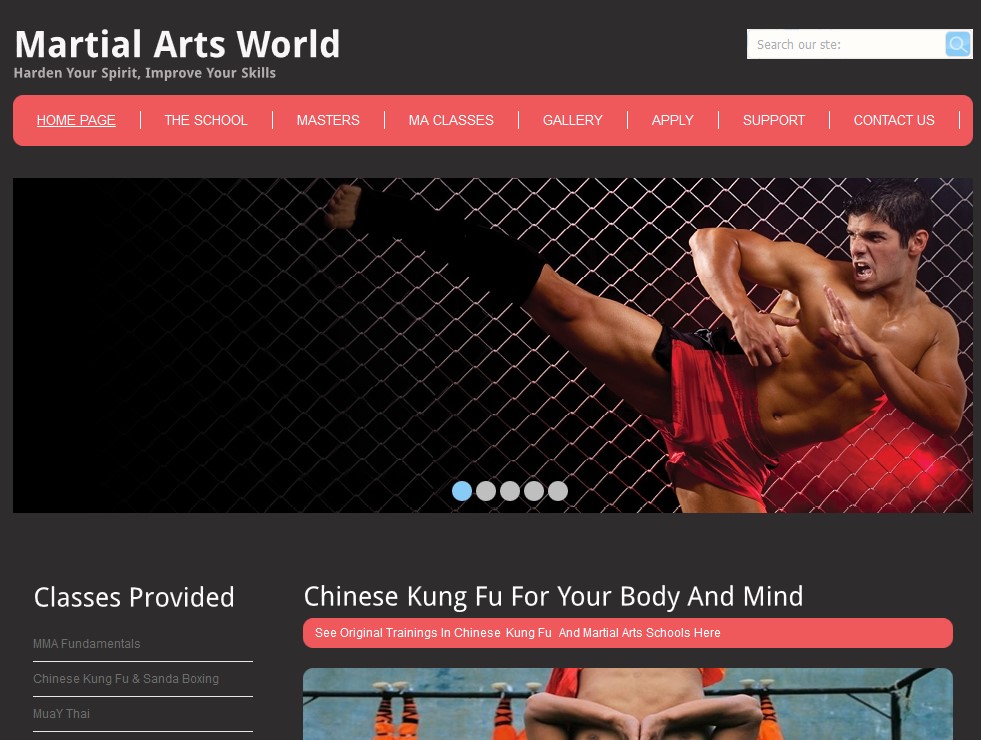 Martial Arts World
Harden Your Spirit, Improve Your Skills
Search our ste:
HOME PAGE THE SCHOOL MASTERS MA CLASSES GALLERY APPLY SUPPORT CONTACT US
Classes Provided
MMA Fundamentals
Chinese Kung Fu & Sanda Boxing
MuaY Thai
Chinese Kung Fu For Your Body And Mind
See Original Trainings In Chinese Kung Fu And Martial Arts Schools Here